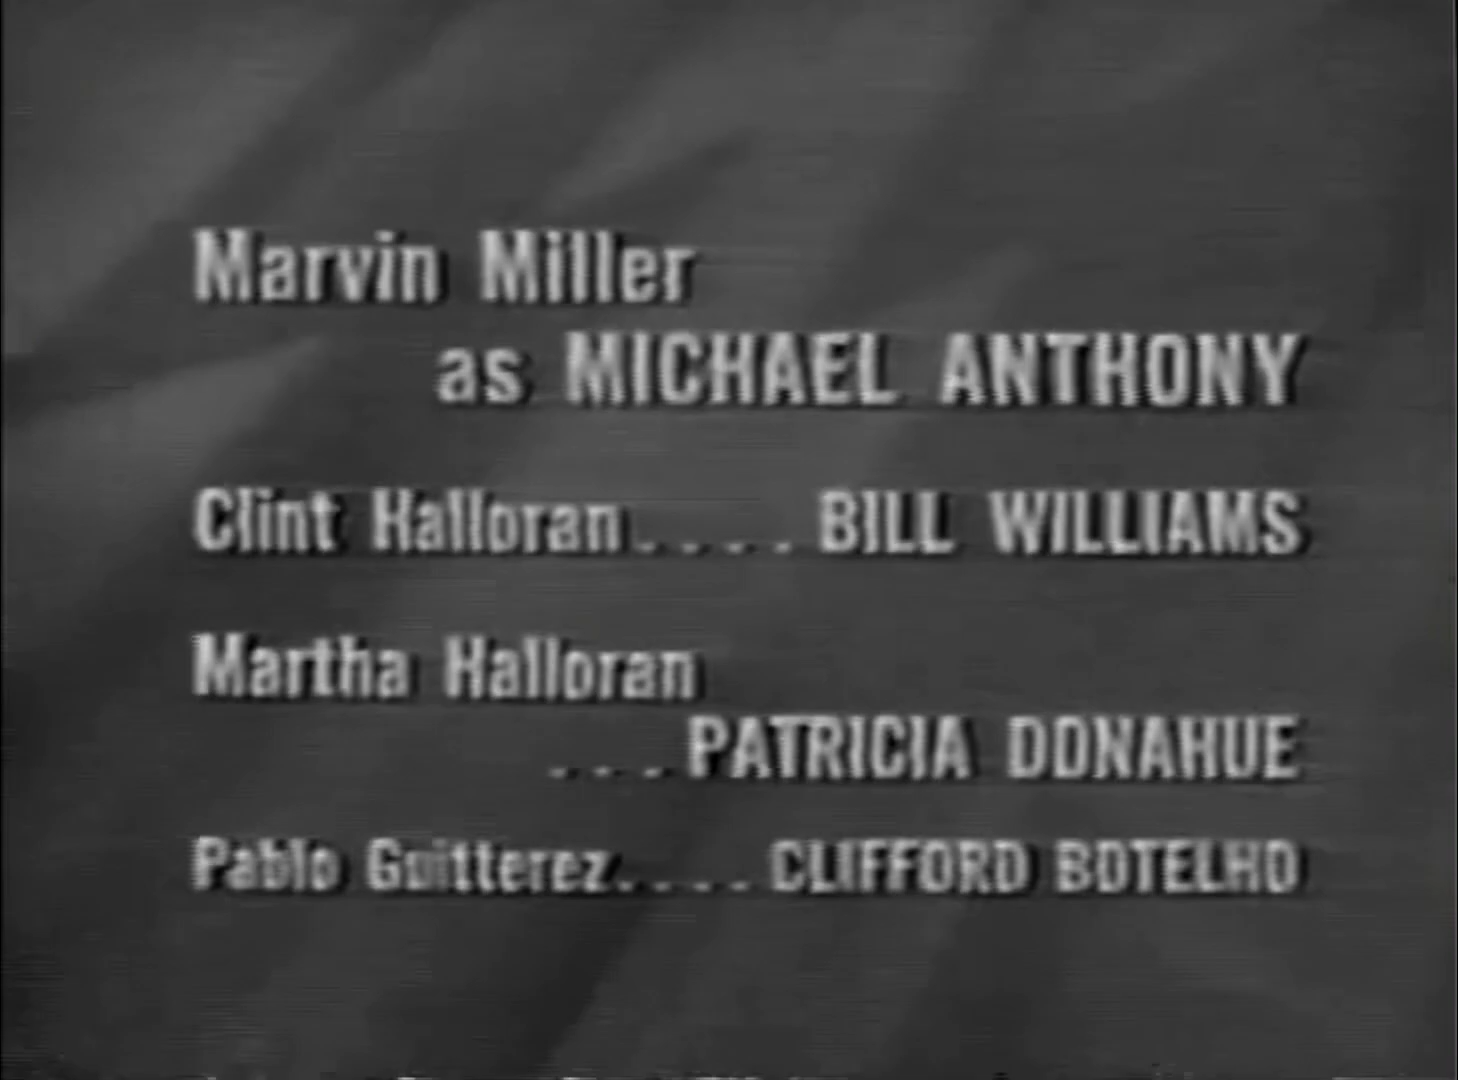 Marvin Miller
as MICHAEL ANTHONY
Clint Halloran.... BILL WILLIAMS
Martha Halloran
...PATRICIA DONAHUE
Pablo Guitterez.... CLIFFORD BOTELHO